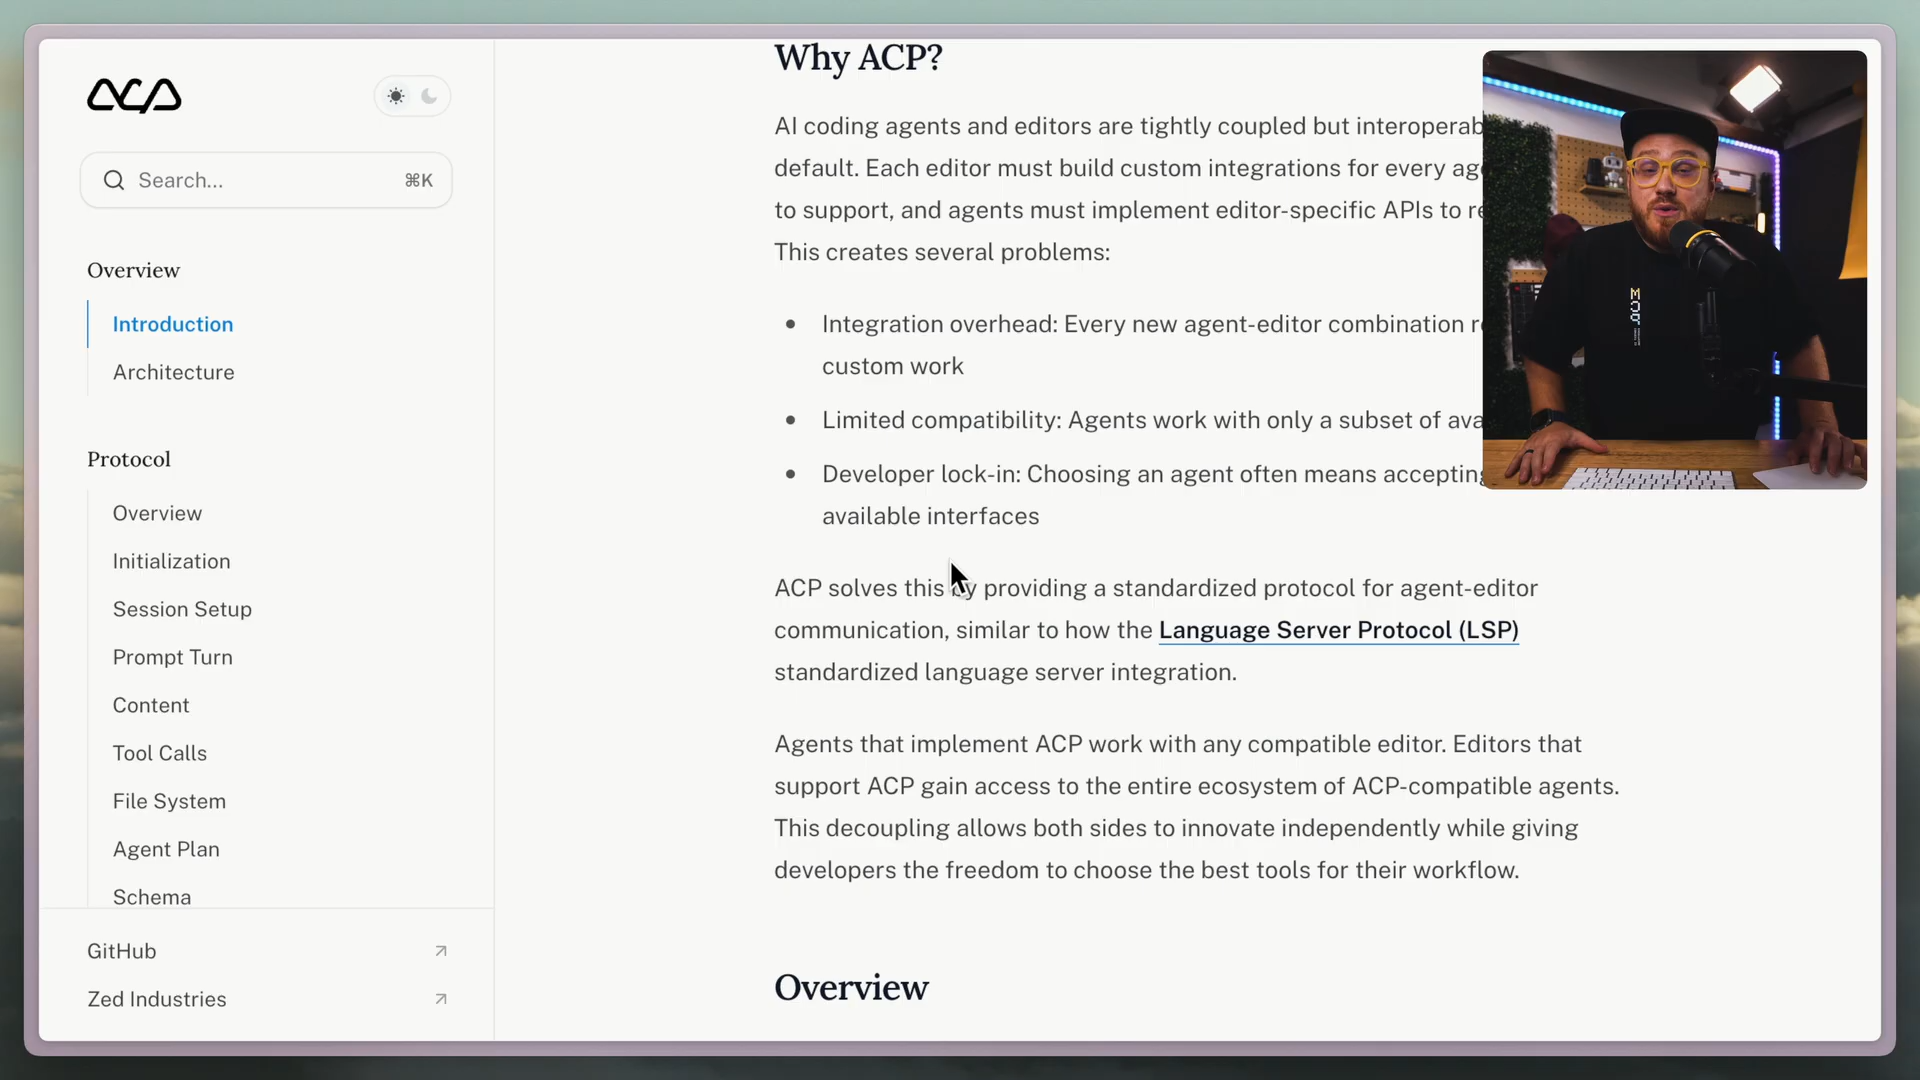 Search...
⌘K
Overview
Introduction
Architecture
Protocol
Overview
Initialization
Session Setup
Prompt Turn
Content
Tool Calls
File System
Agent Plan
Schema
GitHub
Zed Industries
Why ACP?
AI coding agents and editors are tightly coupled but
default. Each editor must build custom integrations for every
to support, and agents must implement editor-specific APIs to
This creates several problems:
Integration overhead: Every new agent-editor combination
custom work
Limited compatibility: Agents work with only a subset of
Developer lock-in: Choosing an agent often means accepting
available interfaces
ACP solves this by providing a standardized protocol for agent-editor
communication, similar to how the Language Server Protocol (LSP)
standardized language server integration.
Agents that implement ACP work with any compatible editor. Editors that
support ACP gain access to the entire ecosystem of ACP-compatible agents.
This decoupling allows both sides to innovate independently while giving
developers the freedom to choose the best tools for their workflow.
Overview